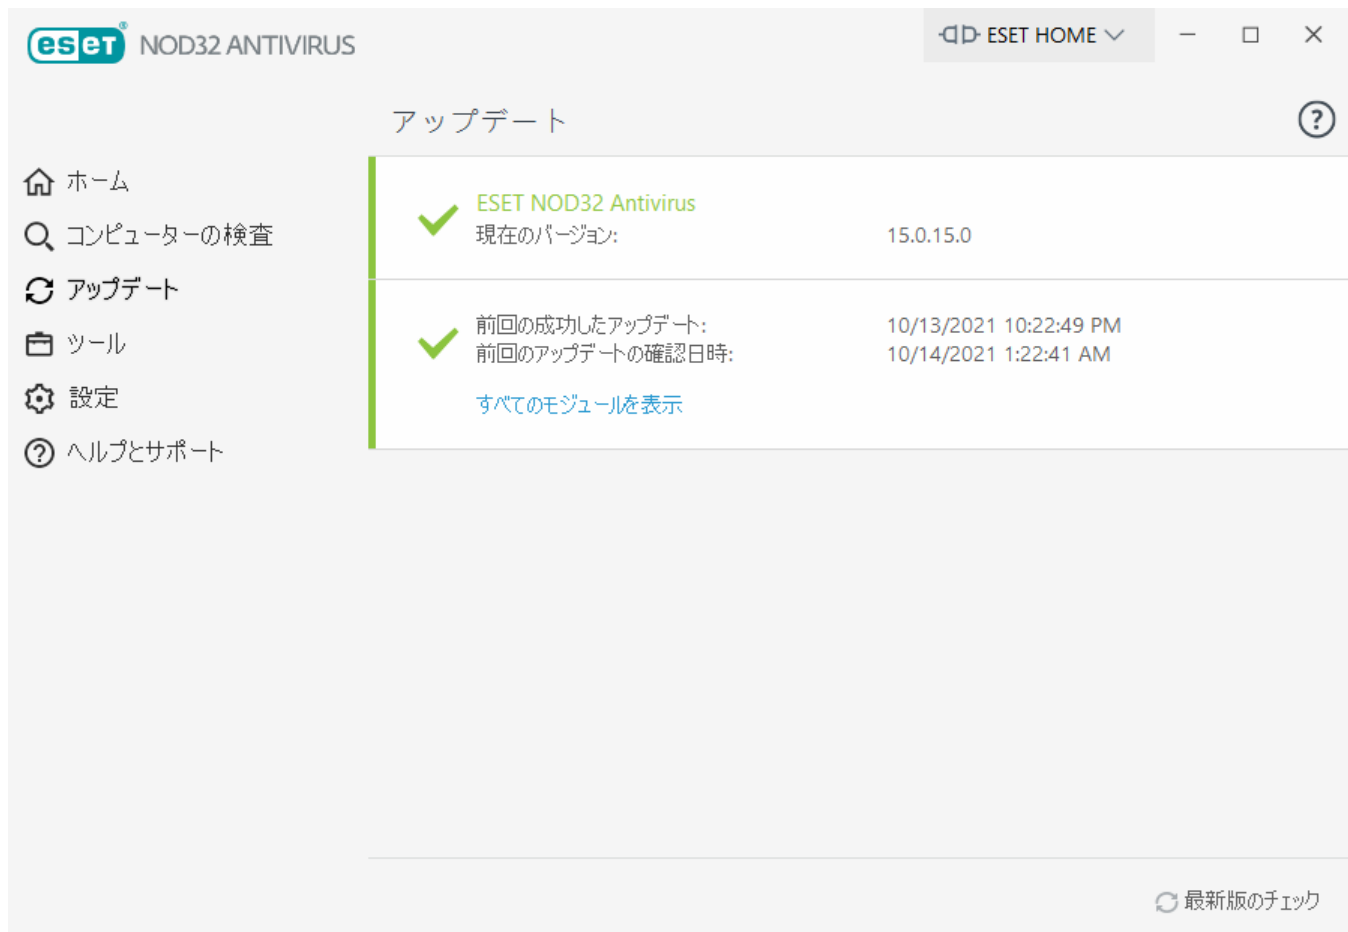 eset® NOD32 ANTIVIRUS
ESET HOME
アップデート
ホーム
コンピューターの検査
アップデート
ツール
設定
ヘルプとサポート
ESET NOD32 Antivirus
現在のバージョン: 15.0.15.0
前回の成功したアップデート: 10/13/2021 10:22:49 PM
前回のアップデートの確認日時: 10/14/2021 1:22:41 AM
すべてのモジュールを表示
最新版のチェック